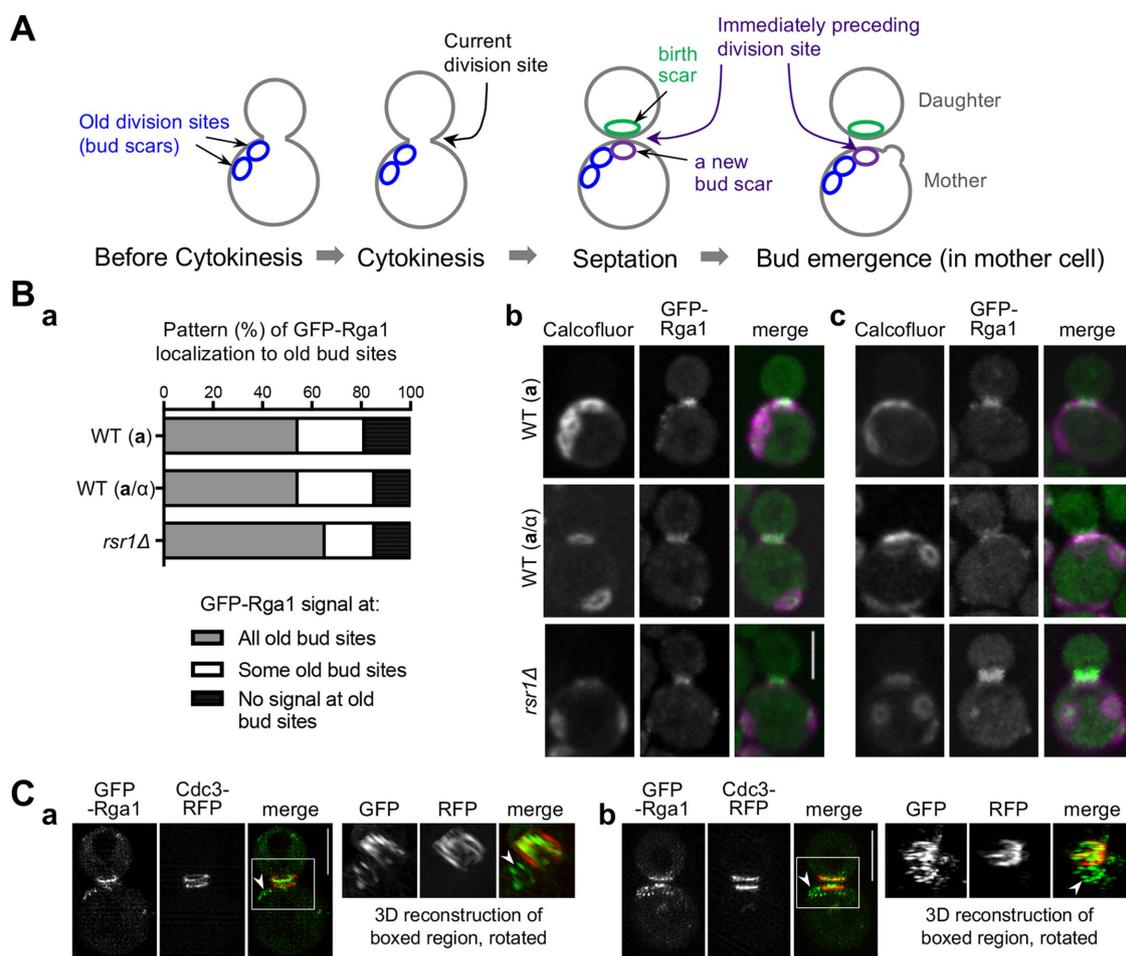 A
Old division sites
(bud scars)
Current
division site
birth
scar
Immediately preceding
division site
a new
bud scar
Daughter
Mother
Before Cytokinesis
Cytokinesis
Septation
Bud emergence (in mother cell)
B
a
Pattern (%) of GFP-Rga1
localization to old bud sites
0 20 40 60 80 100
WT (a)
WT (a/α)
rsr1Δ
GFP-Rga1 signal at:
All old bud sites
Some old bud sites
No signal at old
bud sites
b
Calcofluor
GFP-
Rga1
merge
WT (a)
WT (a/α)
rsr1Δ
c
Calcofluor
GFP-
Rga1
merge
C
a
GFP
-Rga1
Cdc3-
RFP
merge
GFP
RFP
merge
3D reconstruction of
boxed region, rotated
b
GFP
-Rga1
Cdc3-
RFP
merge
GFP
RFP
merge
3D reconstruction of
boxed region, rotated